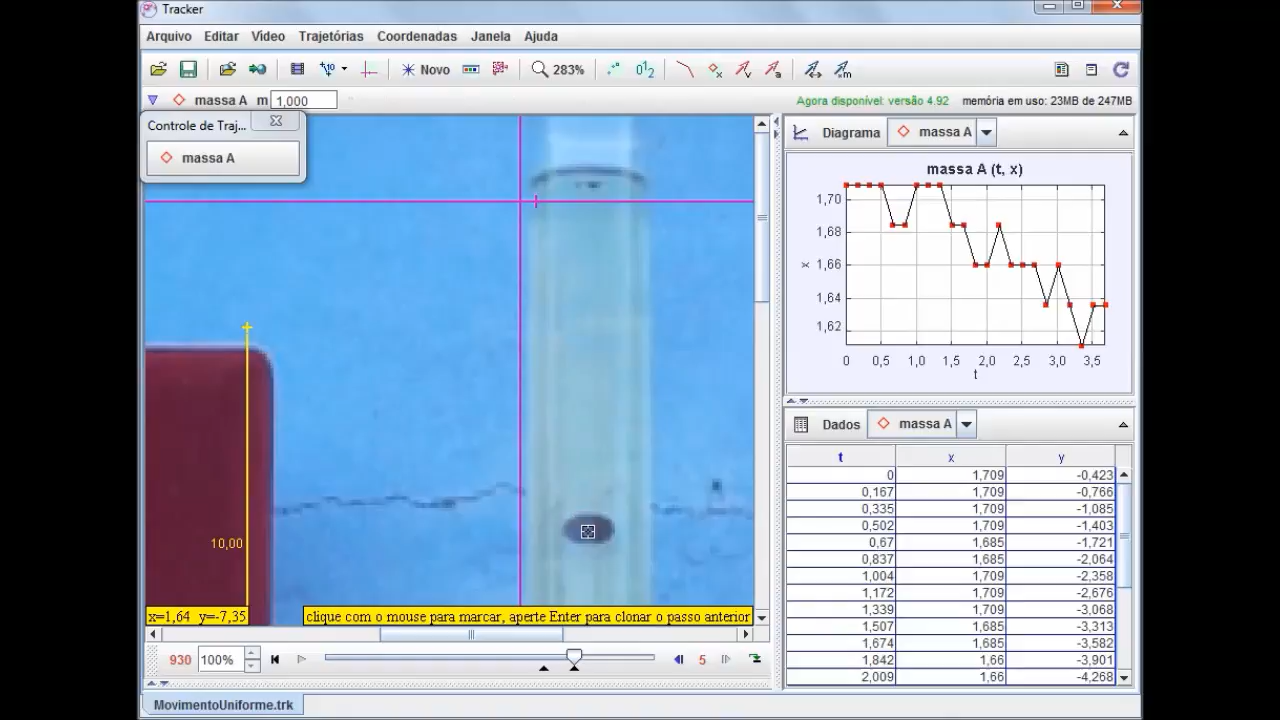 Tracker
Arquivo Editar Vídeo Trajetórias Coordenadas Janela Ajuda
Novo 283%
massa A m 1,000 Agora disponível: versão 4.92 memória em uso: 23MB de 247MB
Controle de Traj...
massa A
Diagrama massa A
massa A (t, x)
1,70
1,68
x 1,66
1,64
1,62
0 0,5 1,0 1,5 2,0 2,5 3,0 3,5
t
Dados massa A
t x y
0 1,709 -0,423
0,167 1,709 -0,766
0,335 1,709 -1,085
0,502 1,709 -1,403
0,67 1,685 -1,721
0,837 1,685 -2,064
1,004 1,709 -2,358
1,172 1,709 -2,676
1,339 1,709 -3,068
1,507 1,685 -3,313
1,674 1,685 -3,582
1,842 1,66 -3,901
2,009 1,66 -4,268
10,00
x=1,64 y=-7,35 clique com o mouse para marcar, aperte Enter para clonar o passo anterior
930 100% 5
MovimentoUniforme.trk